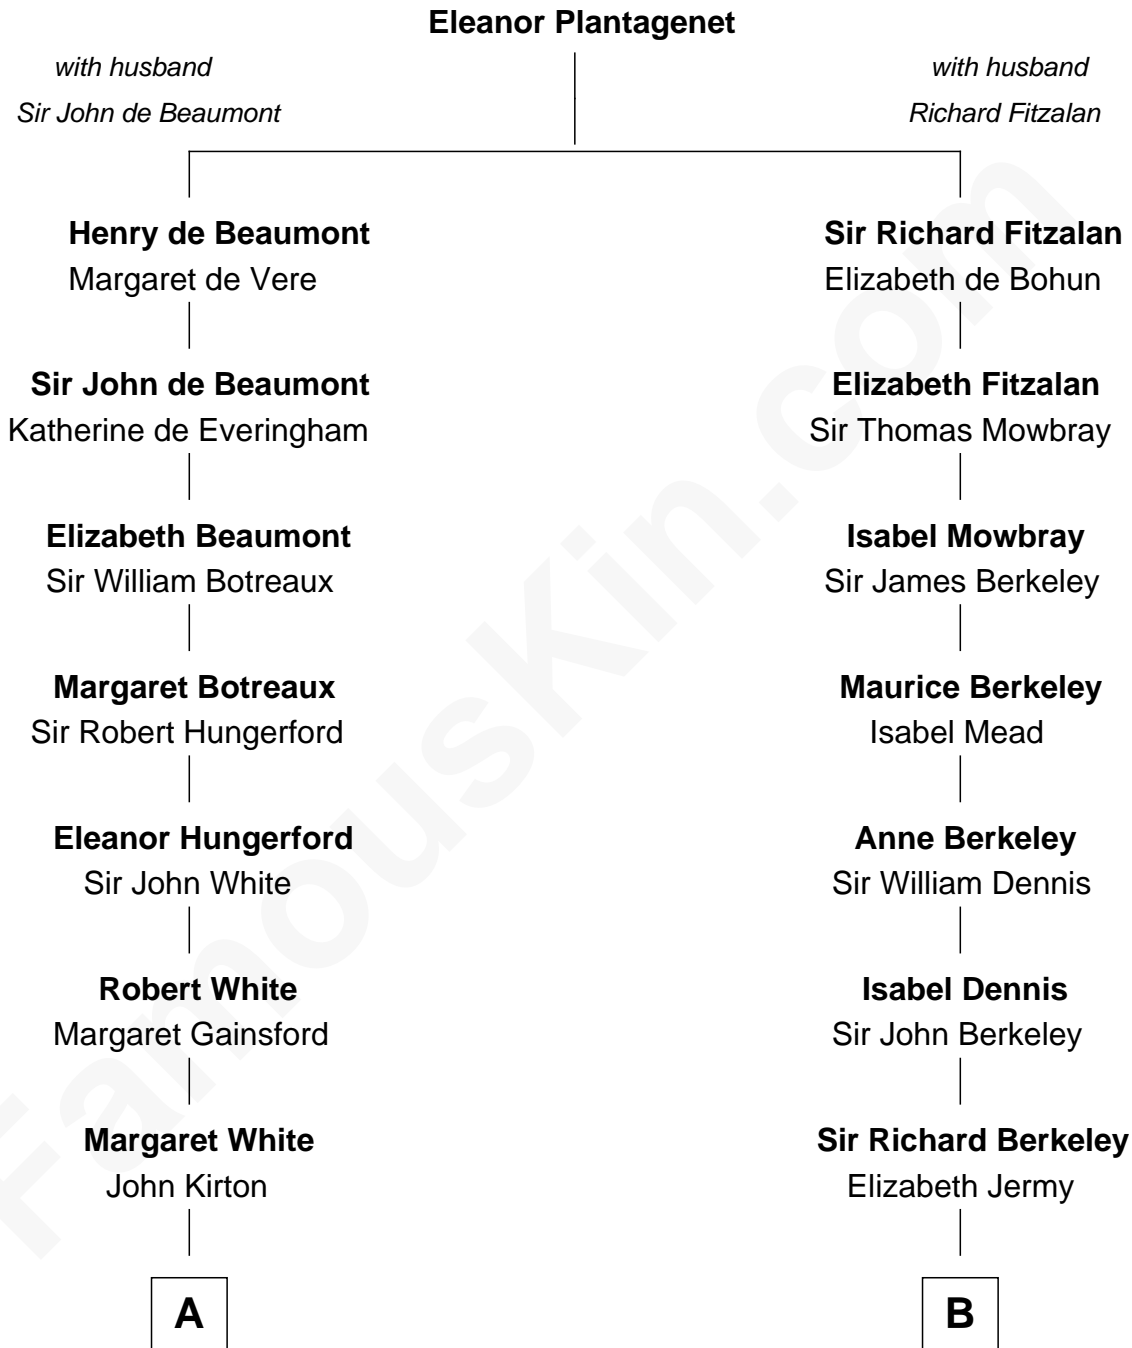 Eleanor Plantagenet
with husband
Sir John de Beaumont
with husband
Richard Fitzalan
Henry de Beaumont
Margaret de Vere
Sir Richard Fitzalan
Elizabeth de Bohun
Sir John de Beaumont
Katherine de Everingham
Elizabeth Fitzalan
Sir Thomas Mowbray
Elizabeth Beaumont
Sir William Botreaux
Isabel Mowbray
Sir James Berkeley
Margaret Botreaux
Sir Robert Hungerford
Maurice Berkeley
Isabel Mead
Eleanor Hungerford
Sir John White
Anne Berkeley
Sir William Dennis
Robert White
Margaret Gainsford
Isabel Dennis
Sir John Berkeley
Margaret White
John Kirton
Sir Richard Berkeley
Elizabeth Jermy
A
B
FamousKin.com